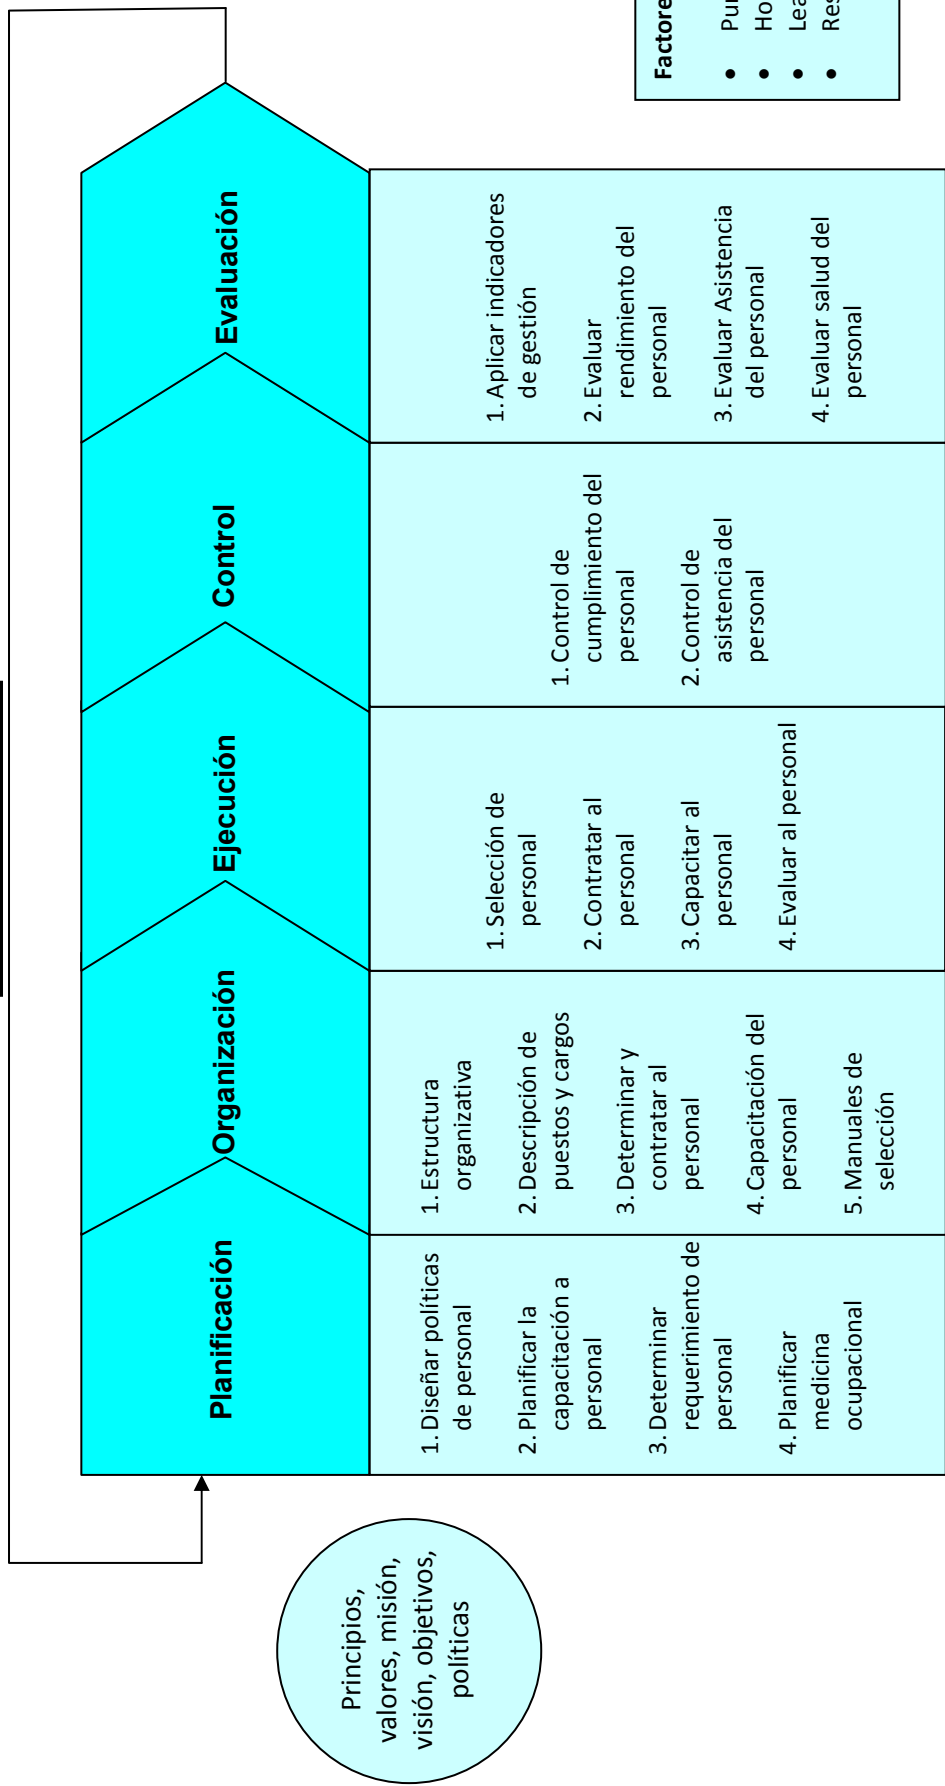 Principios,
valores, misión,
visión, objetivos,
políticas
Planificación
1. Diseñar políticas
de personal
2. Planificar la
capacitación a
personal
3. Determinar
requerimiento de
personal
4. Planificar
medicina
ocupacional
Organización
1. Estructura
organizativa
2. Descripción de
puestos y cargos
3. Determinar y
contratar al
personal
4. Capacitación del
personal
5. Manuales de
selección
Ejecución
1. Selección de
personal
2. Contratar al
personal
3. Capacitar al
personal
4. Evaluar al personal
Control
1. Control de
cumplimiento del
personal
2. Control de
asistencia del
personal
Evaluación
1. Aplicar indicadores
de gestión
2. Evaluar
rendimiento del
personal
3. Evaluar Asistencia
del personal
4. Evaluar salud del
personal
Factore
• Pun
• Ho
• Lea
• Res